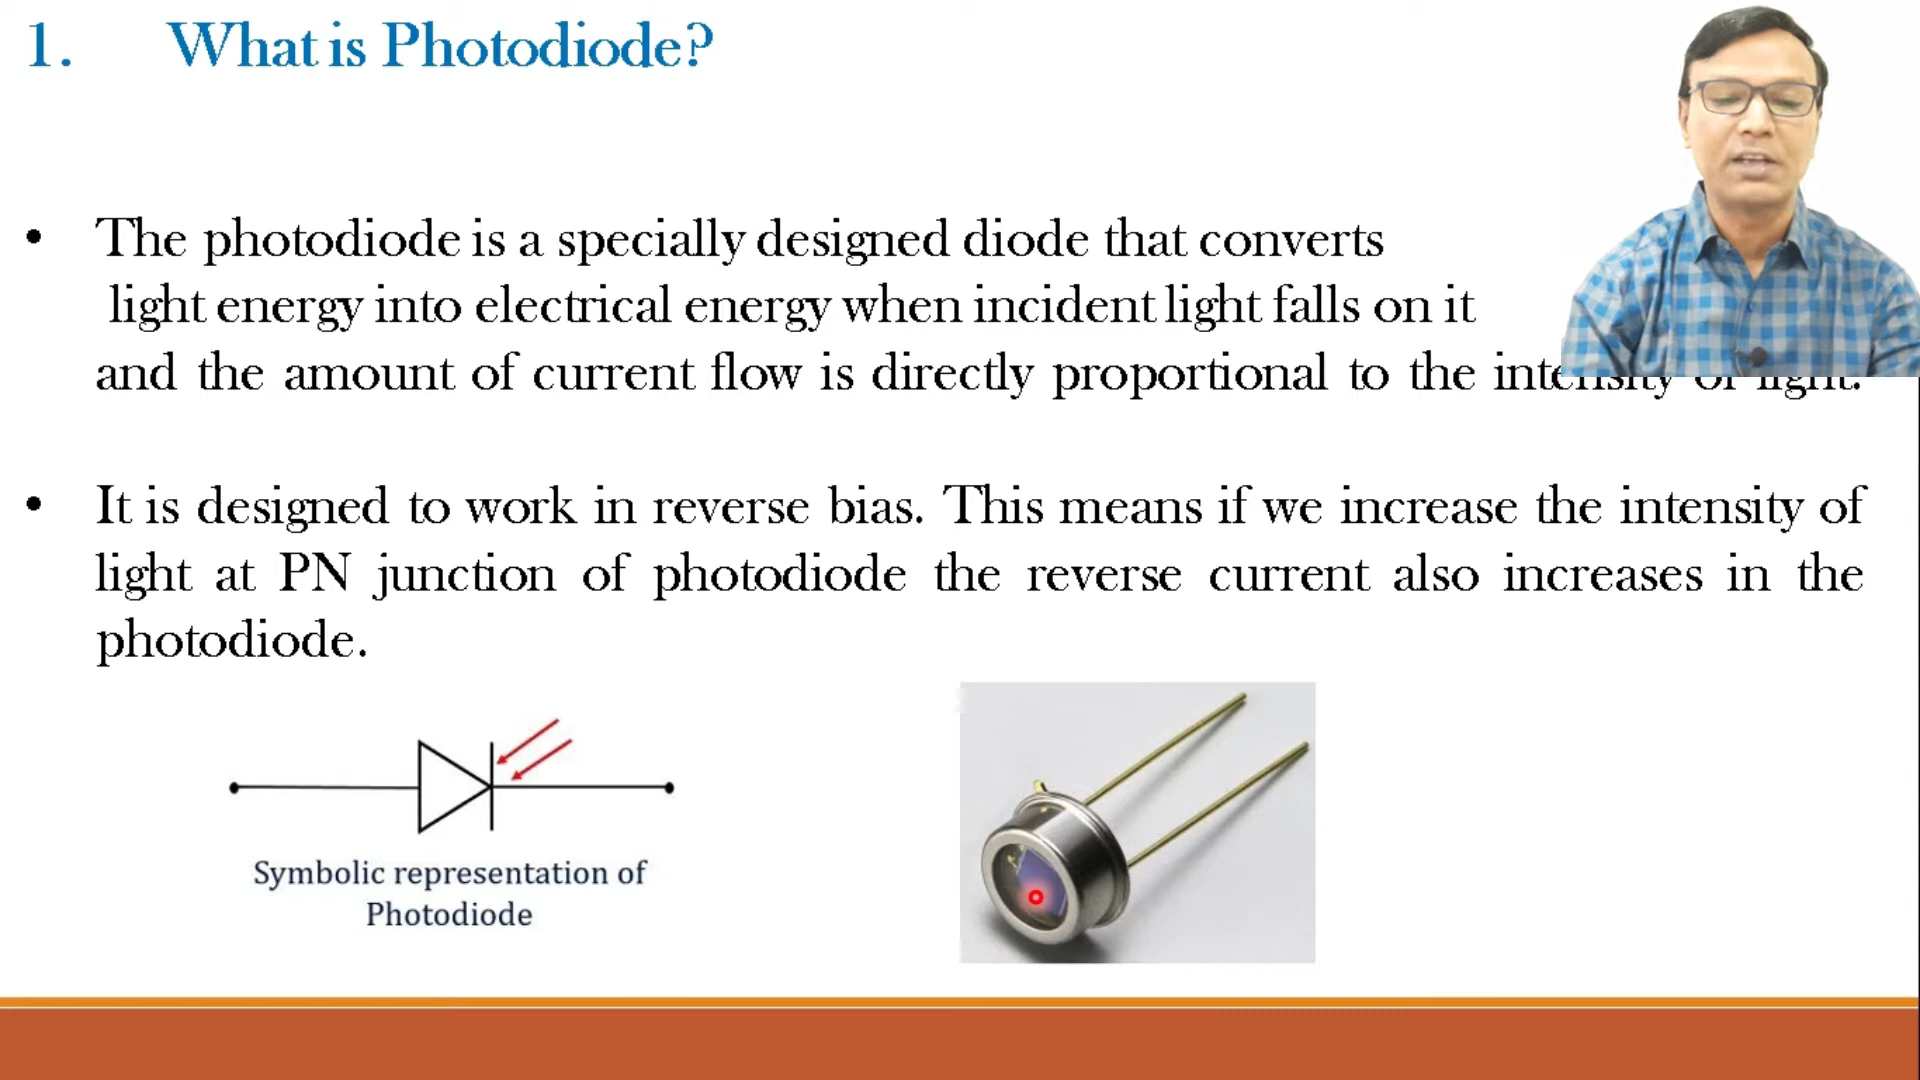 1. What is Photodiode?
• The photodiode is a specially designed diode that converts
light energy into electrical energy when incident light falls on it
and the amount of current flow is directly proportional to the intensity of light.
• It is designed to work in reverse bias. This means if we increase the intensity of
light at PN junction of photodiode the reverse current also increases in the
photodiode.
Symbolic representation of
Photodiode